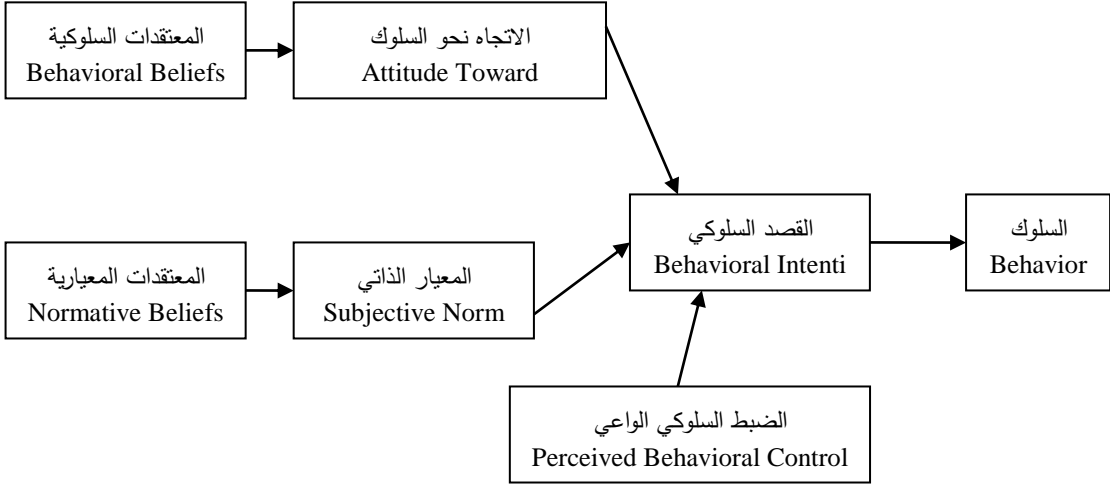 المعتقدات السلوكية
Behavioral Beliefs
الاتجاه نحو السلوك
Attitude Toward
القصد السلوكي
Behavioral Intenti
السلوك
Behavior
المعتقدات المعيارية
Normative Beliefs
المعيار الذاتي
Subjective Norm
الضبط السلوكي الواعي
Perceived Behavioral Control